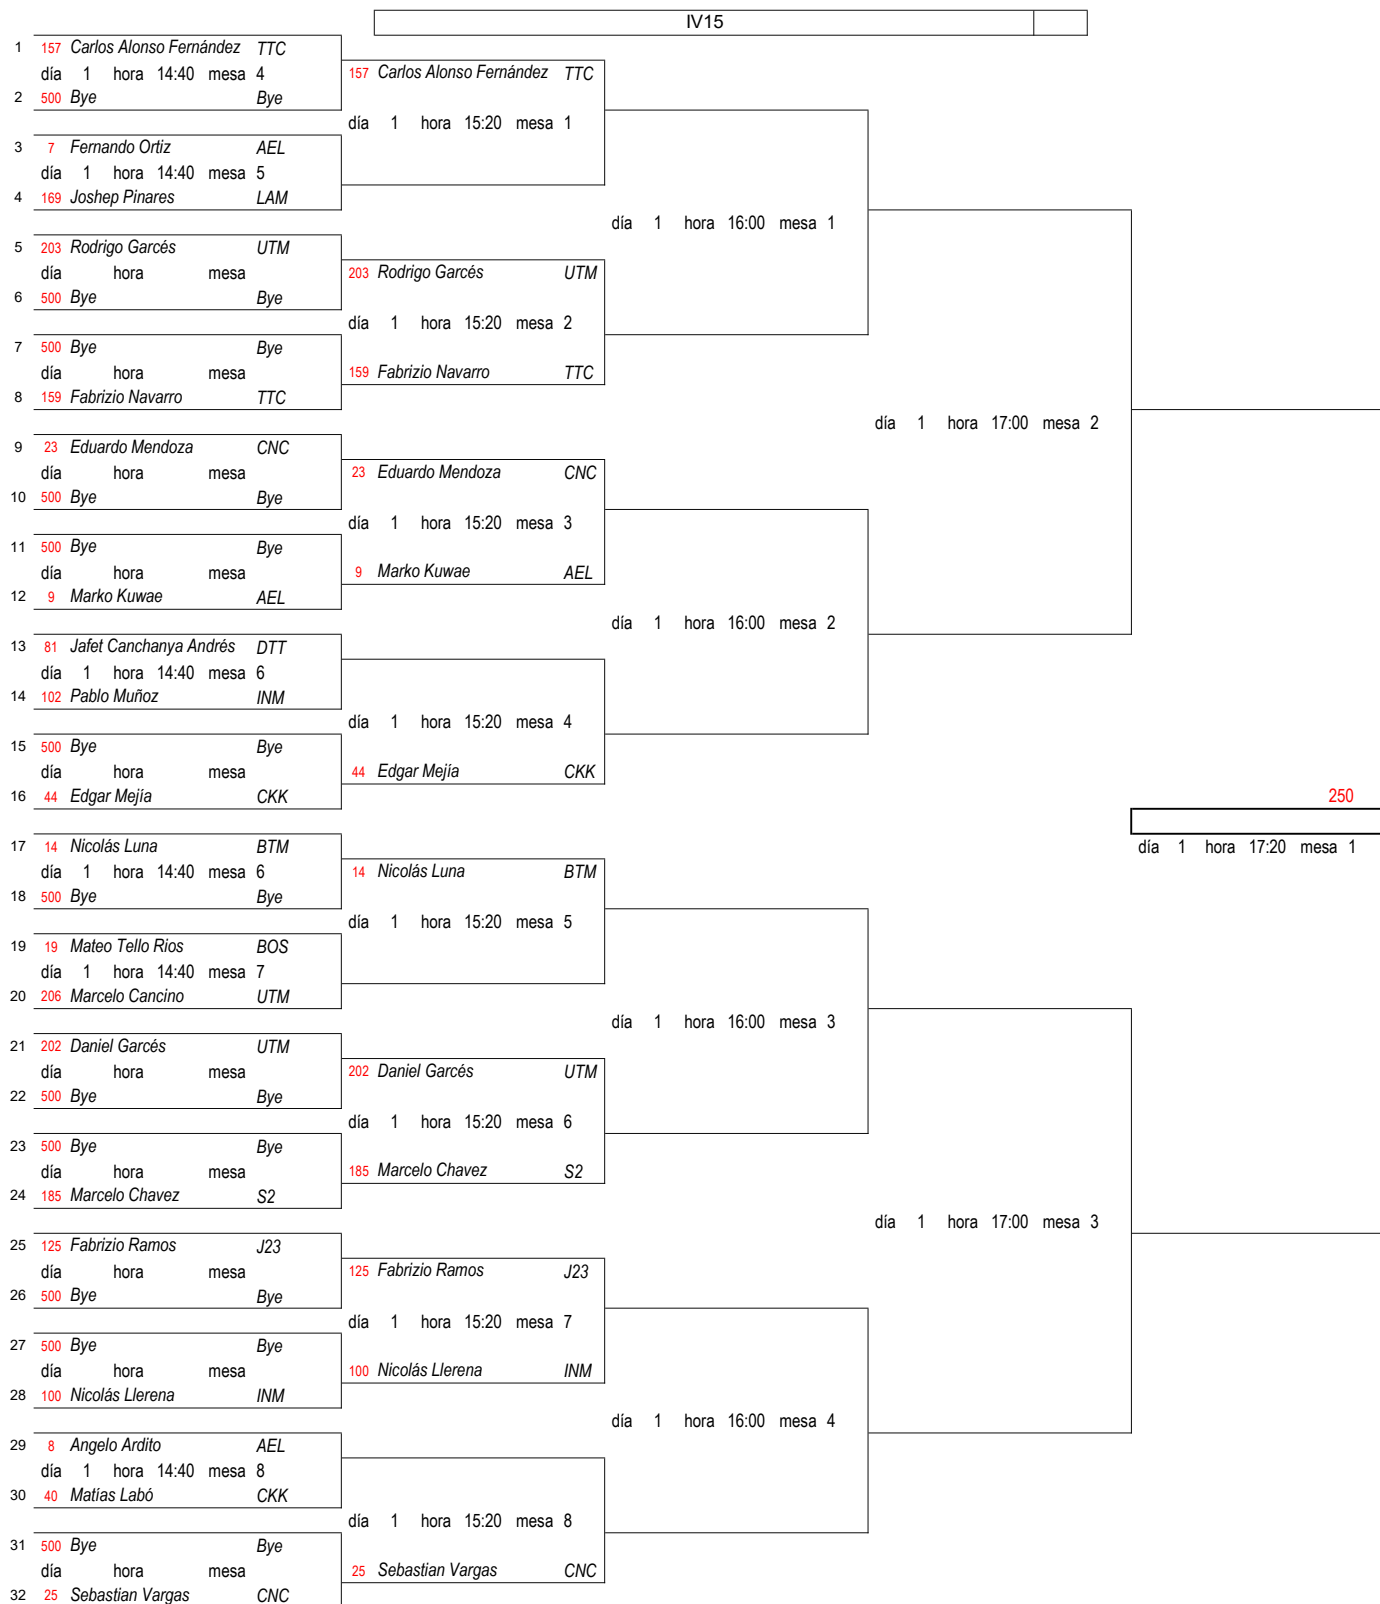 IV15
1 157 Carlos Alonso Fernández TTC
día 1 hora 14:40 mesa 4
157 Carlos Alonso Fernández TTC
2 500 Bye Bye
día 1 hora 15:20 mesa 1
3 7 Fernando Ortiz AEL
día 1 hora 14:40 mesa 5
4 169 Joshep Pinares LAM
día 1 hora 16:00 mesa 1
5 203 Rodrigo Garcés UTM
día hora mesa
203 Rodrigo Garcés UTM
6 500 Bye Bye
día 1 hora 15:20 mesa 2
7 500 Bye Bye
día hora mesa
159 Fabrizio Navarro TTC
8 159 Fabrizio Navarro TTC
día 1 hora 17:00 mesa 2
9 23 Eduardo Mendoza CNC
día hora mesa
23 Eduardo Mendoza CNC
10 500 Bye Bye
día 1 hora 15:20 mesa 3
11 500 Bye Bye
día hora mesa
9 Marko Kuwae AEL
12 9 Marko Kuwae AEL
día 1 hora 16:00 mesa 2
13 81 Jafet Canchanya Andrés DTT
día 1 hora 14:40 mesa 6
14 102 Pablo Muñoz INM
día 1 hora 15:20 mesa 4
15 500 Bye Bye
día hora mesa
44 Edgar Mejía CKK
16 44 Edgar Mejía CKK
250
17 14 Nicolás Luna BTM
día 1 hora 17:20 mesa 1
día 1 hora 14:40 mesa 6
14 Nicolás Luna BTM
18 500 Bye Bye
día 1 hora 15:20 mesa 5
19 19 Mateo Tello Rios BOS
día 1 hora 14:40 mesa 7
20 206 Marcelo Cancino UTM
día 1 hora 16:00 mesa 3
21 202 Daniel Garcés UTM
día hora mesa
202 Daniel Garcés UTM
22 500 Bye Bye
día 1 hora 15:20 mesa 6
23 500 Bye Bye
día hora mesa
185 Marcelo Chavez S2
24 185 Marcelo Chavez S2
día 1 hora 17:00 mesa 3
25 125 Fabrizio Ramos J23
día hora mesa
125 Fabrizio Ramos J23
26 500 Bye Bye
día 1 hora 15:20 mesa 7
27 500 Bye Bye
día hora mesa
100 Nicolás Llerena INM
28 100 Nicolás Llerena INM
día 1 hora 16:00 mesa 4
29 8 Angelo Ardito AEL
día 1 hora 14:40 mesa 8
30 40 Matías Labó CKK
día 1 hora 15:20 mesa 8
31 500 Bye Bye
día hora mesa
25 Sebastian Vargas CNC
32 25 Sebastian Vargas CNC